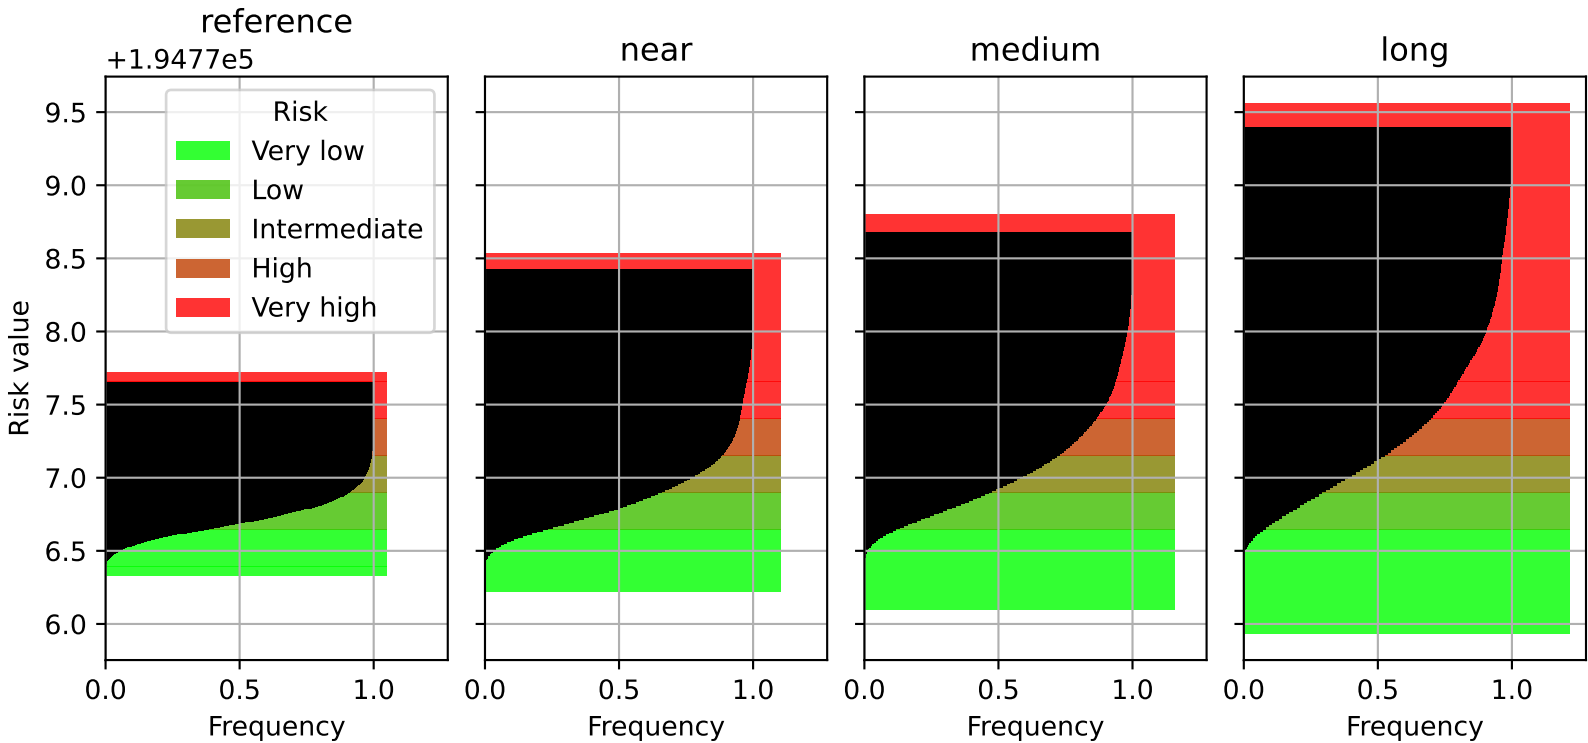 reference
near
medium
long
+1.9477e5
Risk
Very low
Low
Intermediate
High
Very high
Risk value
9.5
9.0
8.5
8.0
7.5
7.0
6.5
6.0
0.0 0.5 1.0
0.0 0.5 1.0
0.0 0.5 1.0
0.0 0.5 1.0
Frequency
Frequency
Frequency
Frequency